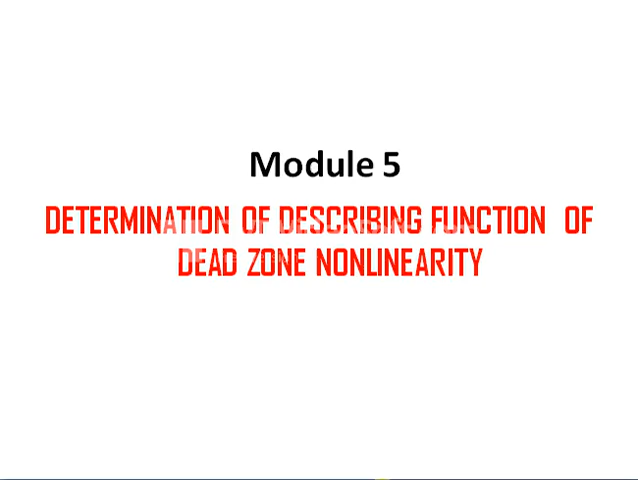 Module 5
DETERMINATION OF DESCRIBING FUNCTION OF
DEAD ZONE NONLINEARITY